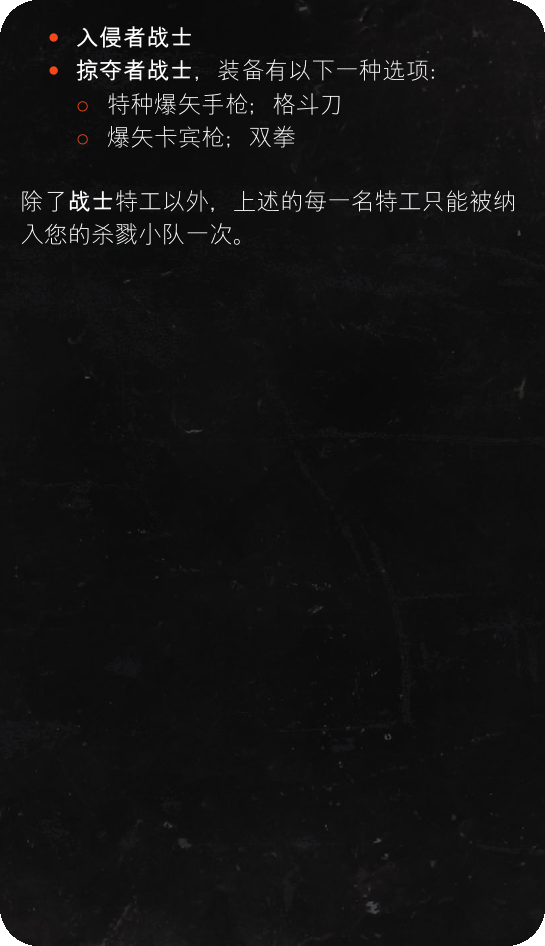 入侵者战士
掠夺者战士，装备有以下一种选项：
特种爆矢手枪；格斗刀
爆矢卡宾枪；双拳
除了战士特工以外，上述的每一名特工只能被纳
入您的杀戮小队一次。